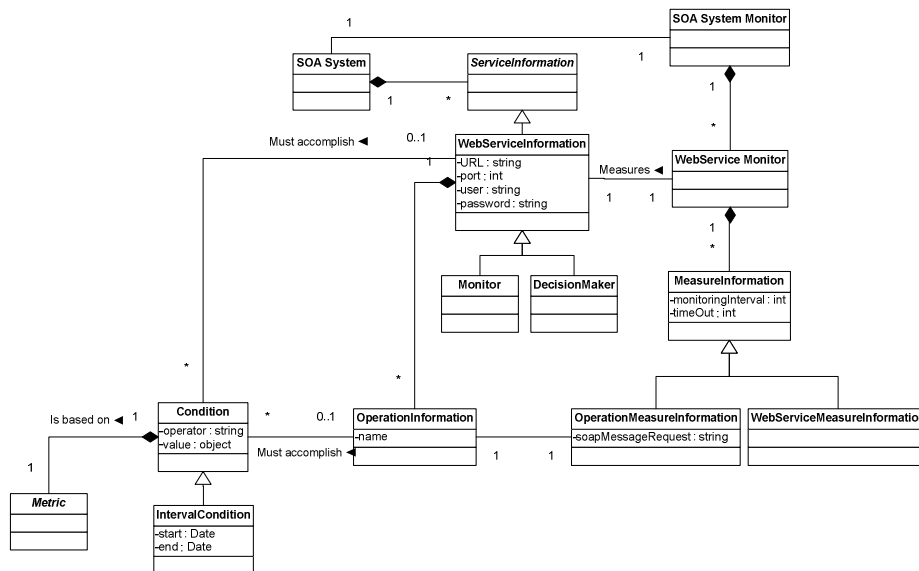 SOA System Monitor
1
1
SOA System
ServiceInformation
1
*
1
*
Must accomplish
0..1
1
WebServiceInformation
-URL : string
-port : int
-user : string
-password : string
Measures
1
1
WebService Monitor
1
*
Monitor
DecisionMaker
MeasureInformation
-monitoringInterval : int
-timeOut : int
*
*
Is based on
1
Condition
-operator : string
-value : object
*
0..1
Must accomplish
OperationInformation
-name
1
1
OperationMeasureInformation
-soapMessageRequest : string
WebServiceMeasureInformation
1
Metric
IntervalCondition
-start : Date
-end : Date